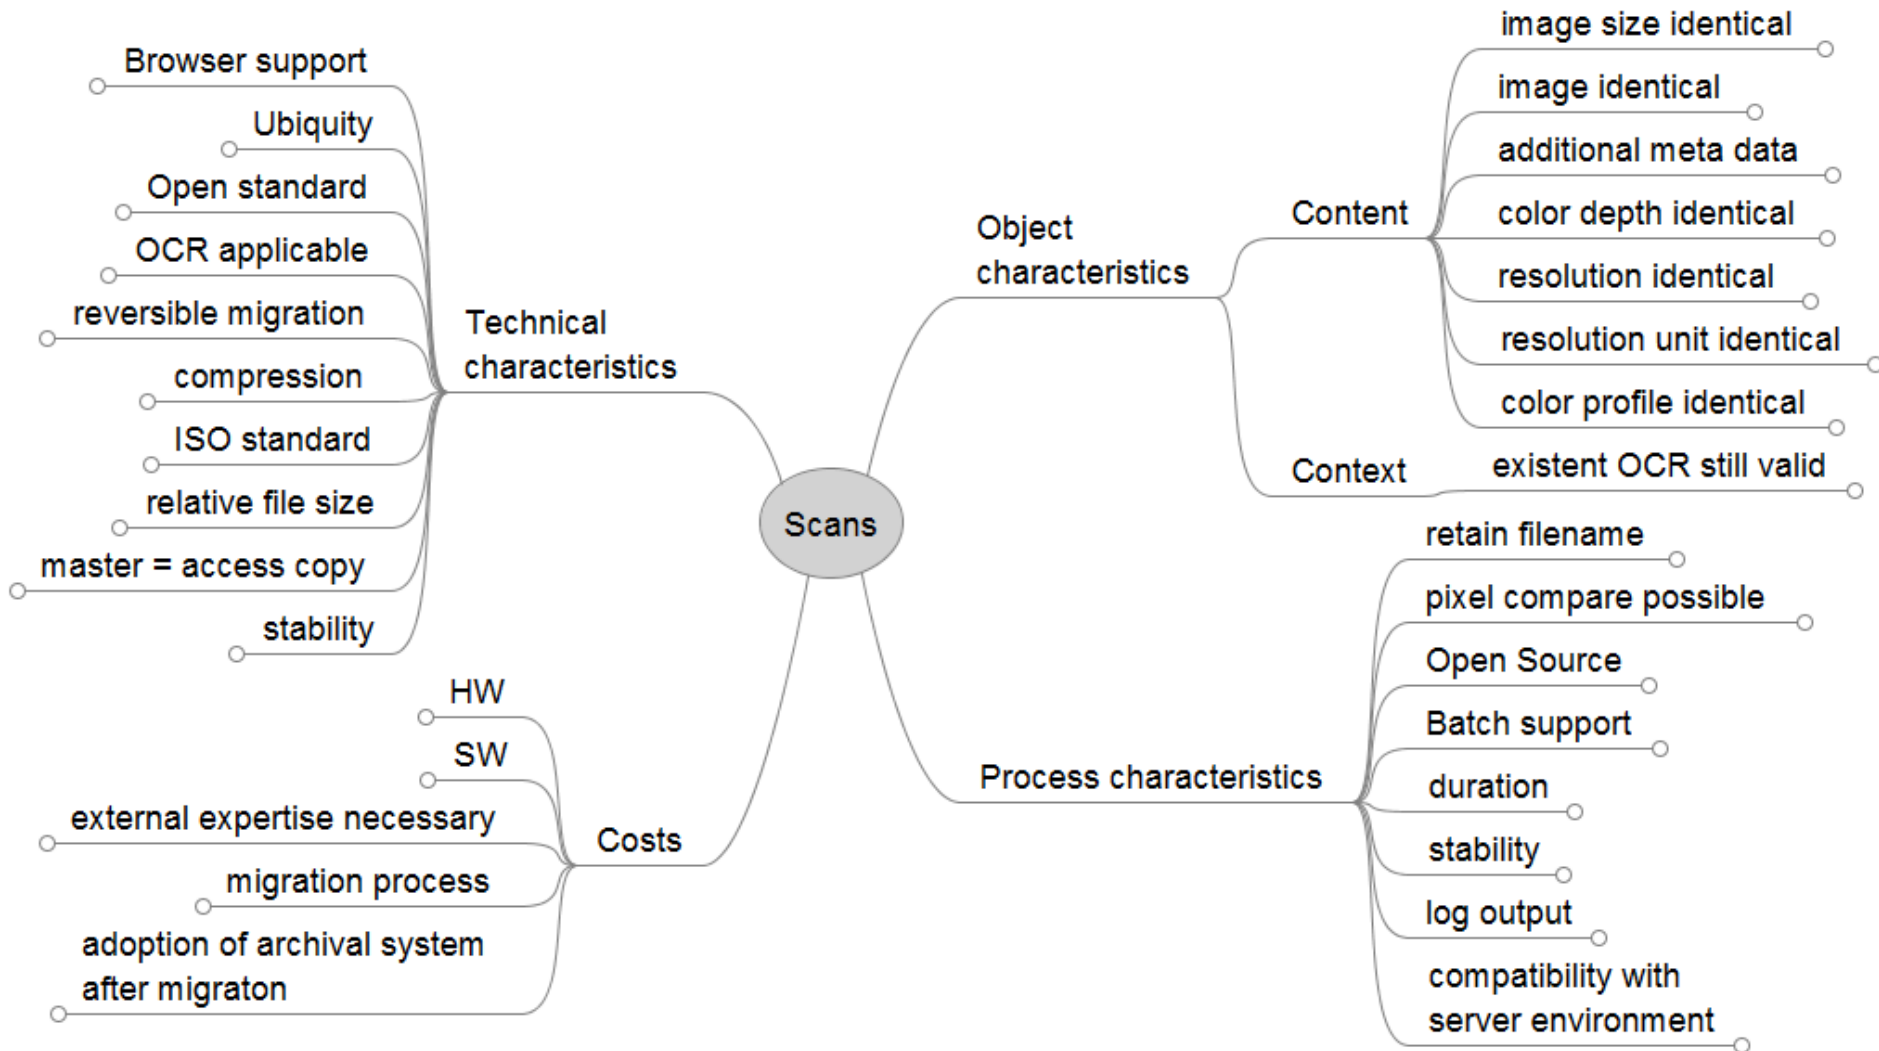 Browser support
Ubiquity
Open standard
OCR applicable
reversible migration
compression
ISO standard
relative file size
master = access copy
stability
Technical
characteristics
HW
SW
external expertise necessary
migration process
adoption of archival system
after migraton
Costs
Scans
Object
characteristics
Content
image size identical
image identical
additional meta data
color depth identical
resolution identical
resolution unit identical
color profile identical
Context
existent OCR still valid
Process characteristics
retain filename
pixel compare possible
Open Source
Batch support
duration
stability
log output
compatibility with
server environment